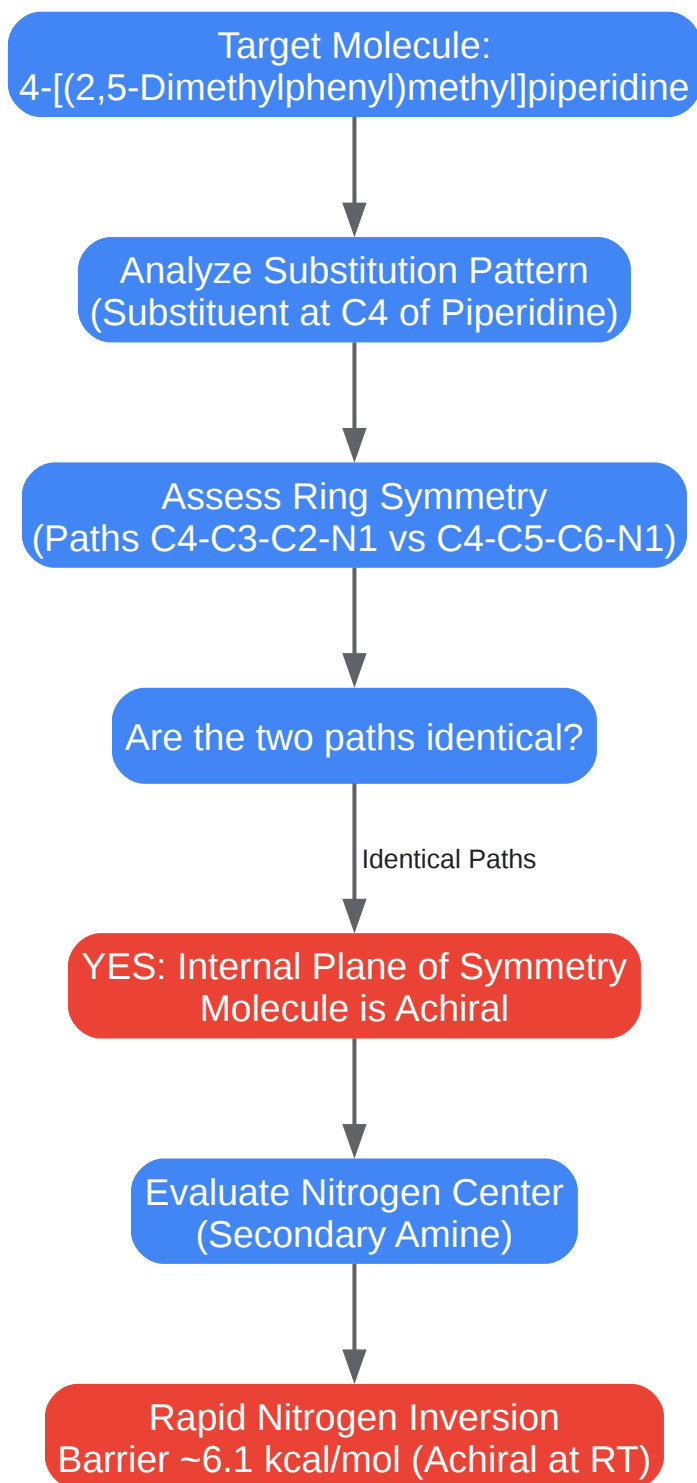 Target Molecule:
4-[(2,5-Dimethylphenyl)methyl]piperidine
Analyze Substitution Pattern
(Substituent at C4 of Piperidine)
Assess Ring Symmetry
(Paths C4-C3-C2-N1 vs C4-C5-C6-N1)
Are the two paths identical?
Identical Paths
YES: Internal Plane of Symmetry
Molecule is Achiral
Evaluate Nitrogen Center
(Secondary Amine)
Rapid Nitrogen Inversion
Barrier ~6.1 kcal/mol (Achiral at RT)